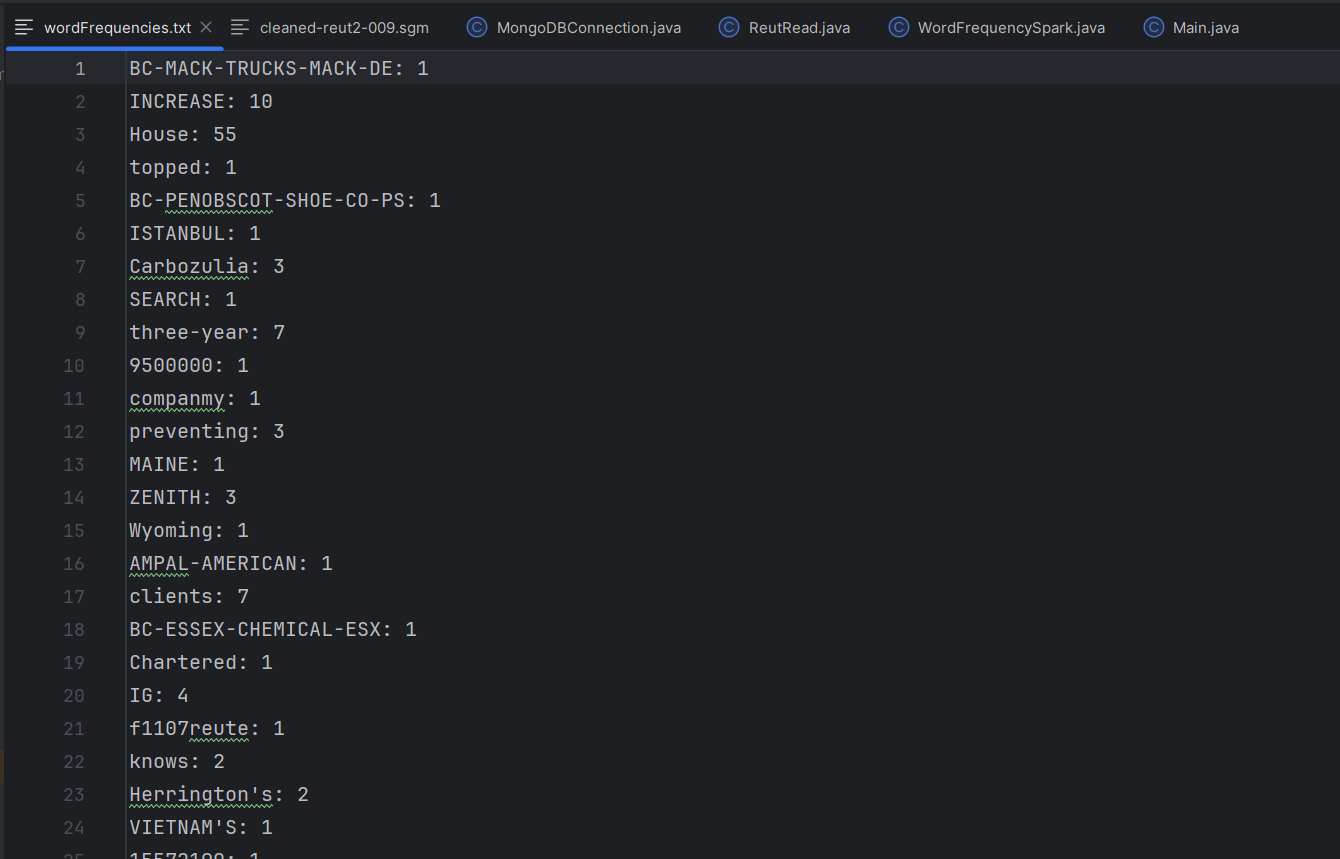 wordFrequencies.txt cleaned-reut2-009.sgm MongoDBConnection.java ReutRead.java WordFrequencySpark.java Main.java
1 BC-MACK-TRUCKS-MACK-DE: 1
2 INCREASE: 10
3 House: 55
4 topped: 1
5 BC-PENOBSCOT-SHOE-CO-PS: 1
6 ISTANBUL: 1
7 Carbozulia: 3
8 SEARCH: 1
9 three-year: 7
10 9500000: 1
11 companmy: 1
12 preventing: 3
13 MAINE: 1
14 ZENITH: 3
15 Wyoming: 1
16 AMPAL-AMERICAN: 1
17 clients: 7
18 BC-ESSEX-CHEMICAL-ESX: 1
19 Chartered: 1
20 IG: 4
21 f1107reute: 1
22 knows: 2
23 Herrington's: 2
24 VIETNAM'S: 1